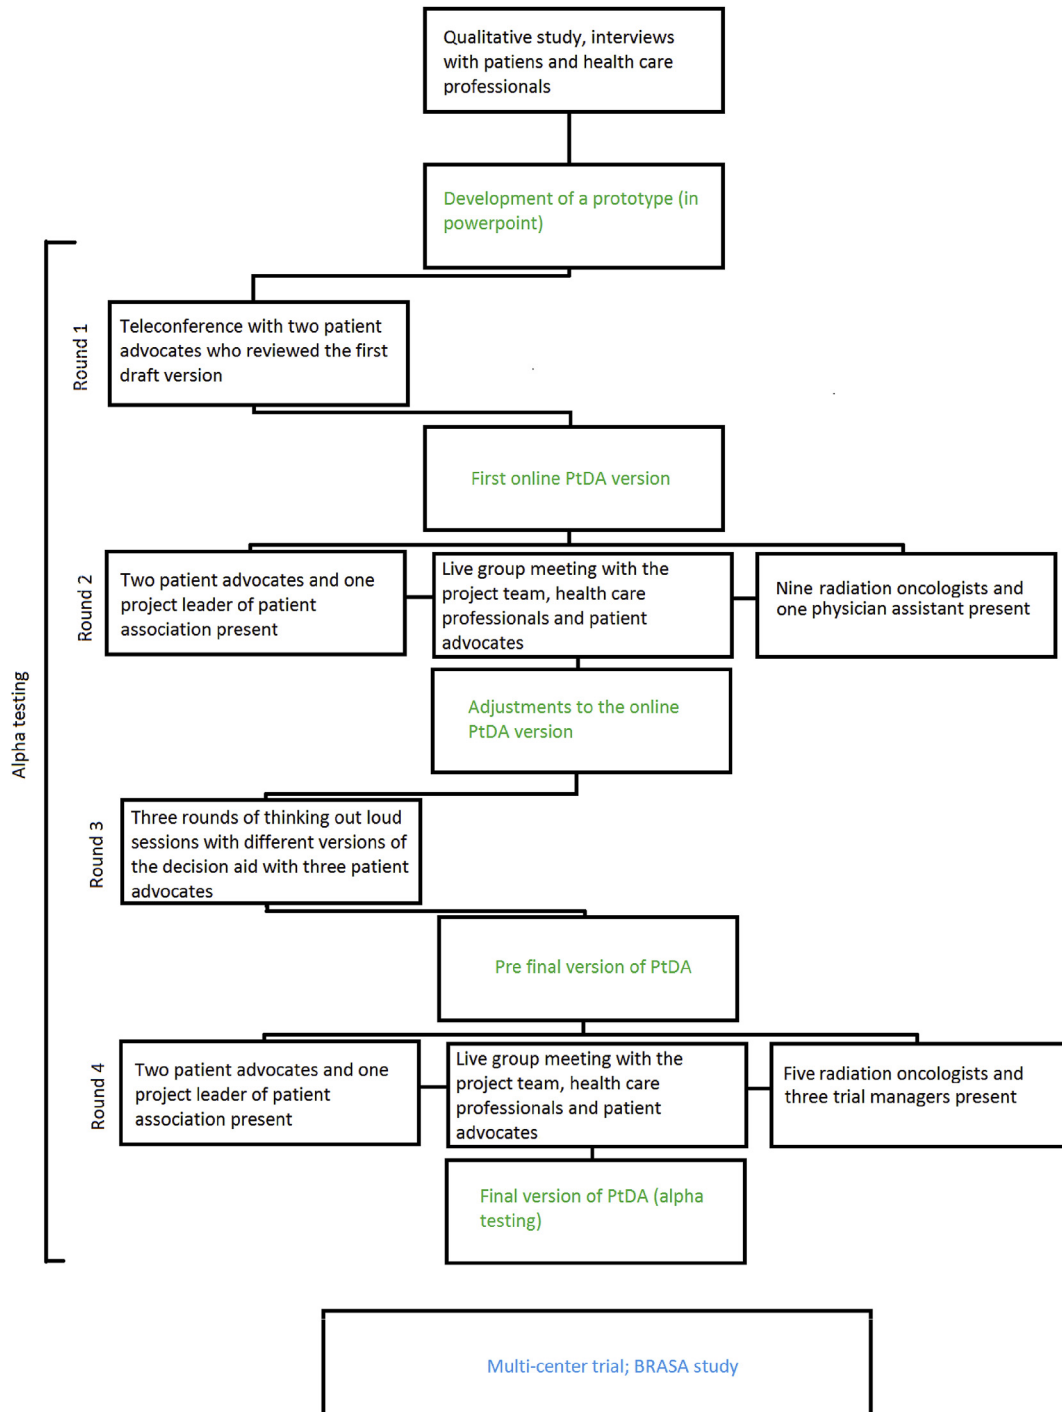 Qualitative study, interviews
with patiens and health care
professionals
Development of a prototype (in
powerpoint)
Alpha testing
Round 1
Teleconference with two patient
advocates who reviewed the first
draft version
First online PtDA version
Round 2
Two patient advocates and one
project leader of patient
association present
Live group meeting with the
project team, health care
professionals and patient
advocates
Nine radiation oncologists and
one physician assistant present
Adjustments to the online
PtDA version
Round 3
Three rounds of thinking out loud
sessions with different versions of
the decision aid with three patient
advocates
Pre final version of PtDA
Round 4
Two patient advocates and one
project leader of patient
association present
Live group meeting with the
project team, health care
professionals and patient
advocates
Five radiation oncologists and
three trial managers present
Final version of PtDA (alpha
testing)
Multi-center trial; BRASA study